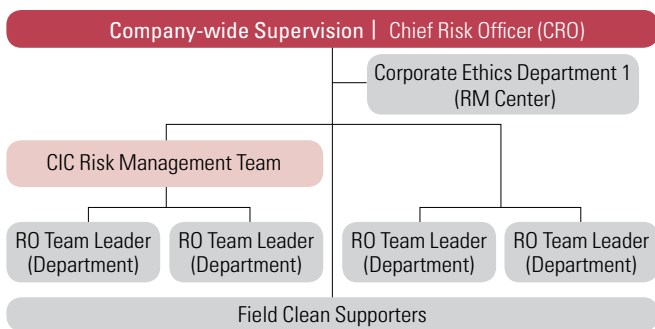 Company-wide Supervision | Chief Risk Officer (CRO)
Corporate Ethics Department 1
(RM Center)
CIC Risk Management Team
RO Team Leader
(Department)
RO Team Leader
(Department)
RO Team Leader
(Department)
RO Team Leader
(Department)
Field Clean Supporters